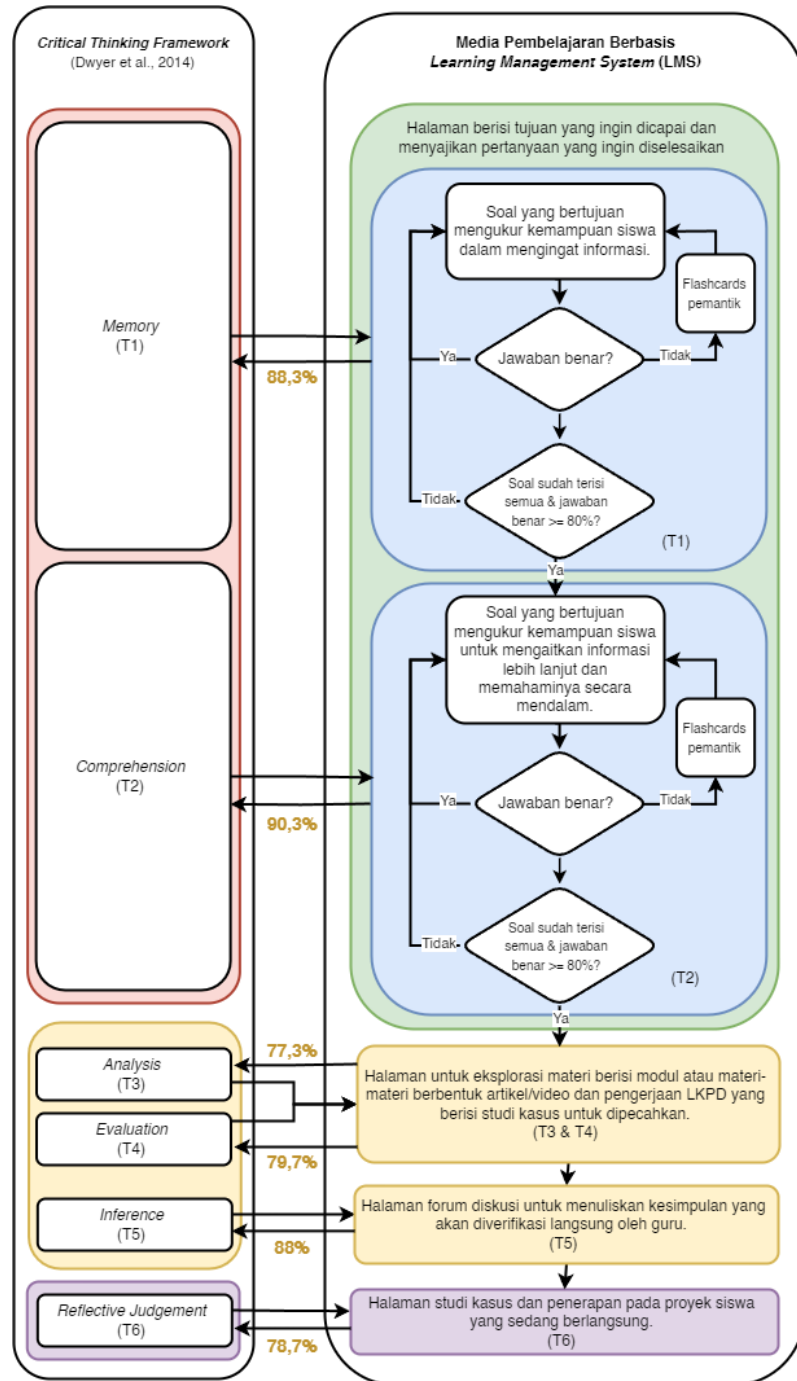 Critical Thinking Framework
(Dwyer et al., 2014)
Media Pembelajaran Berbasis
Learning Management System (LMS)
Halaman berisi tujuan yang ingin dicapai dan
menyajikan pertanyaan yang ingin diselesaikan
Soal yang bertujuan
mengukur kemampuan siswa
dalam mengingat informasi.
Flashcards
pemantik
Memory
(T1)
88,3%
Ya
Jawaban benar?
Tidak
Tidak
Soal sudah terisi
semua & jawaban
benar >= 80%?
(T1)
Ya
Soal yang bertujuan
mengukur kemampuan siswa
untuk mengaitkan informasi
lebih lanjut dan
memahaminya secara
mendalam.
Flashcards
pemantik
Comprehension
(T2)
90,3%
Ya
Jawaban benar?
Tidak
Tidak
Soal sudah terisi
semua & jawaban
benar >= 80%?
(T2)
Ya
Analysis
(T3)
77,3%
Evaluation
(T4)
79,7%
Halaman untuk eksplorasi materi berisi modul atau materi-
materi berbentuk artikel/video dan pengerjaan LKPD yang
berisi studi kasus untuk dipecahkan.
(T3 & T4)
Inference
(T5)
88%
Halaman forum diskusi untuk menuliskan kesimpulan yang
akan diverifikasi langsung oleh guru.
(T5)
Reflective Judgement
(T6)
78,7%
Halaman studi kasus dan penerapan pada proyek siswa
yang sedang berlangsung.
(T6)